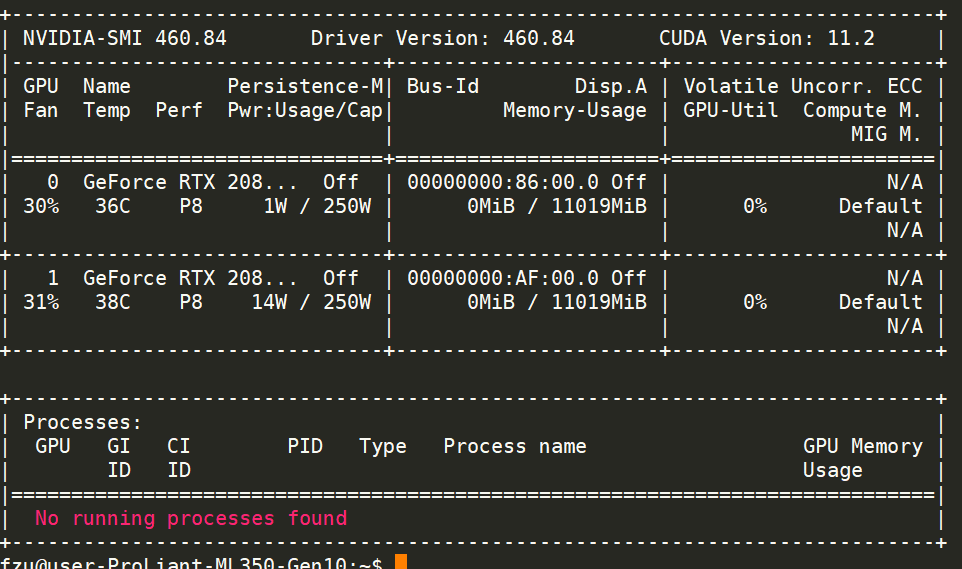 +-----------------------------------------------------------------------------+
| NVIDIA-SMI 460.84       Driver Version: 460.84       CUDA Version: 11.2     |
|-------------------------------+----------------------+----------------------+
| GPU  Name        Persistence-M| Bus-Id        Disp.A | Volatile Uncorr. ECC |
| Fan  Temp  Perf  Pwr:Usage/Cap|         Memory-Usage | GPU-Util  Compute M. |
|                               |                      |               MIG M. |
|===============================+======================+======================|
|   0  GeForce RTX 208...  Off  | 00000000:86:00.0 Off |                  N/A |
| 30%   36C    P8     1W / 250W |      0MiB / 11019MiB |      0%      Default |
|                               |                      |                  N/A |
+-------------------------------+----------------------+----------------------+
|   1  GeForce RTX 208...  Off  | 00000000:AF:00.0 Off |                  N/A |
| 31%   38C    P8    14W / 250W |      0MiB / 11019MiB |      0%      Default |
|                               |                      |                  N/A |
+-------------------------------+----------------------+----------------------+
+-----------------------------------------------------------------------------+
| Processes:                                                                  |
|  GPU   GI   CI        PID   Type   Process name                  GPU Memory |
|        ID   ID                                                   Usage      |
|=============================================================================|
|  No running processes found                                                 |
+-----------------------------------------------------------------------------+
fzu@user-ProLiant-ML350-Gen10:~$